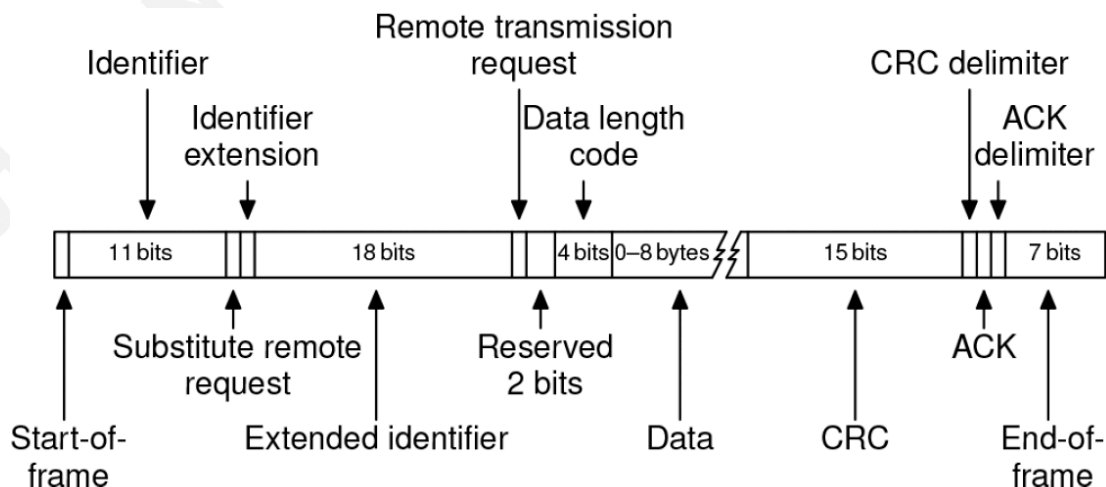 Remote transmission
request
Identifier
CRC delimiter
Identifier
extension
Data length
code
ACK
delimiter
11 bits
18 bits
4 bits
0–8 bytes
15 bits
7 bits
Substitute remote
request
Reserved
2 bits
ACK
Start-of-
frame
Extended identifier
Data
CRC
End-of-
frame